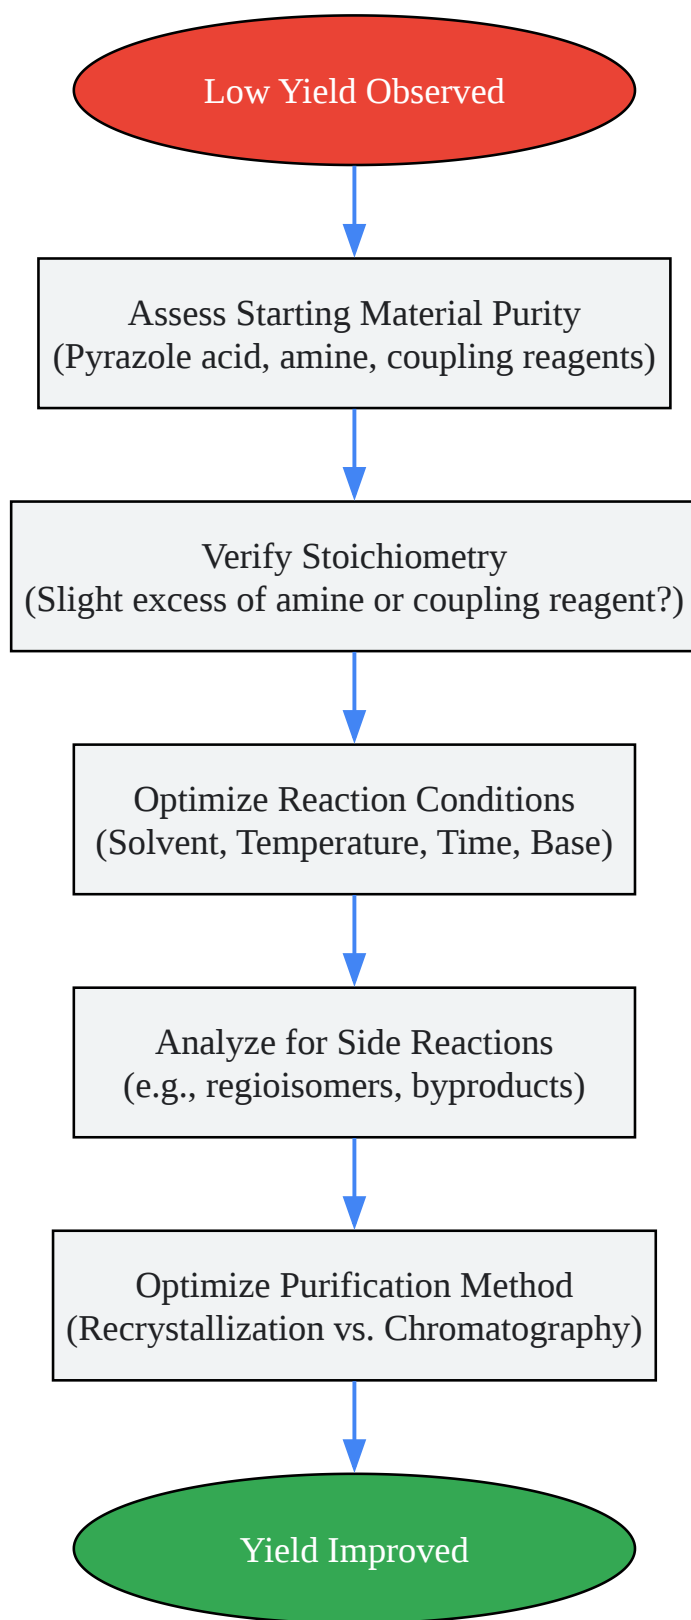 Low Yield Observed
Assess Starting Material Purity
(Pyrazole acid, amine, coupling reagents)
Verify Stoichiometry
(Slight excess of amine or coupling reagent?)
Optimize Reaction Conditions
(Solvent, Temperature, Time, Base)
Analyze for Side Reactions
(e.g., regioisomers, byproducts)
Optimize Purification Method
(Recrystallization vs. Chromatography)
Yield Improved